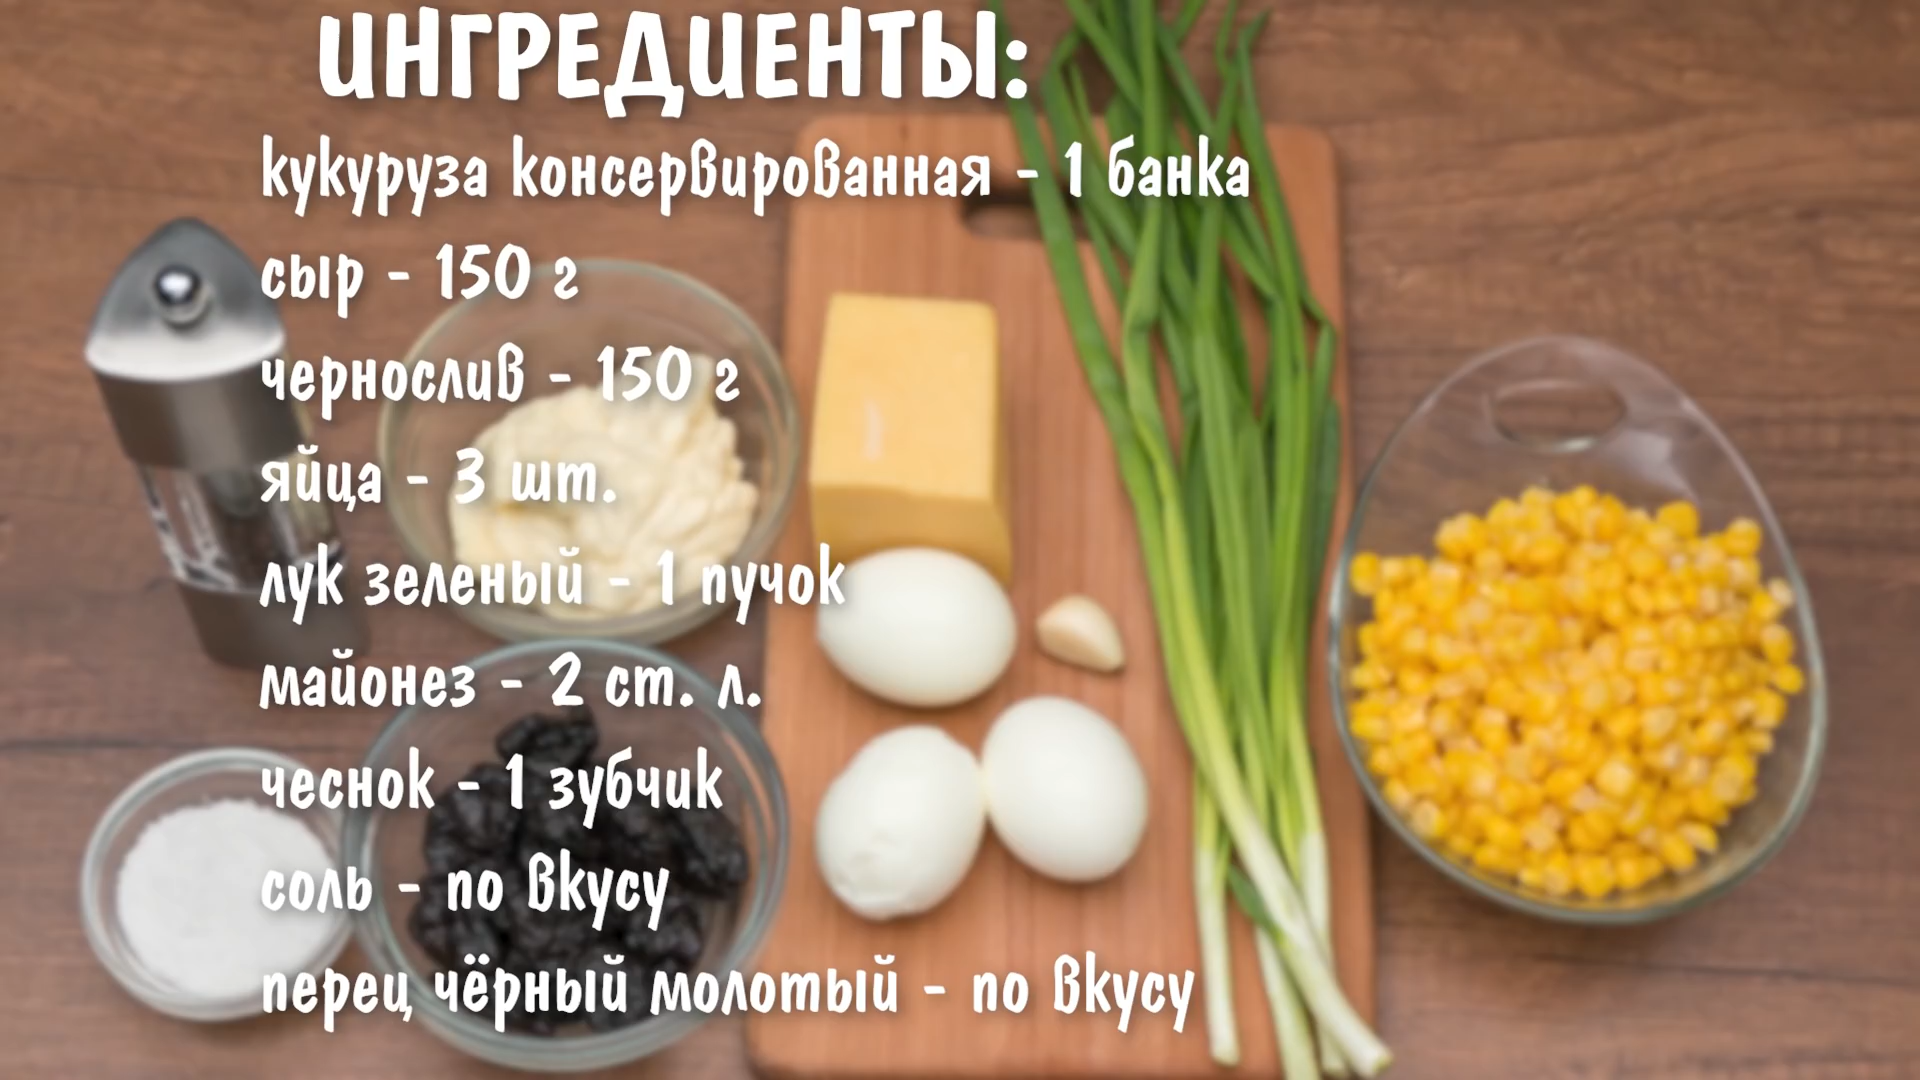 ИНГРЕДИЕНТЫ:
кукуруза консервированная - 1 банка
сыр - 150 г
чернослив - 150 г
яйца - 3 шт.
лук зеленый - 1 пучок
майонез - 2 ст. л.
чеснок - 1 зубчик
соль - по вкусу
перец чёрный молотый - по вкусу